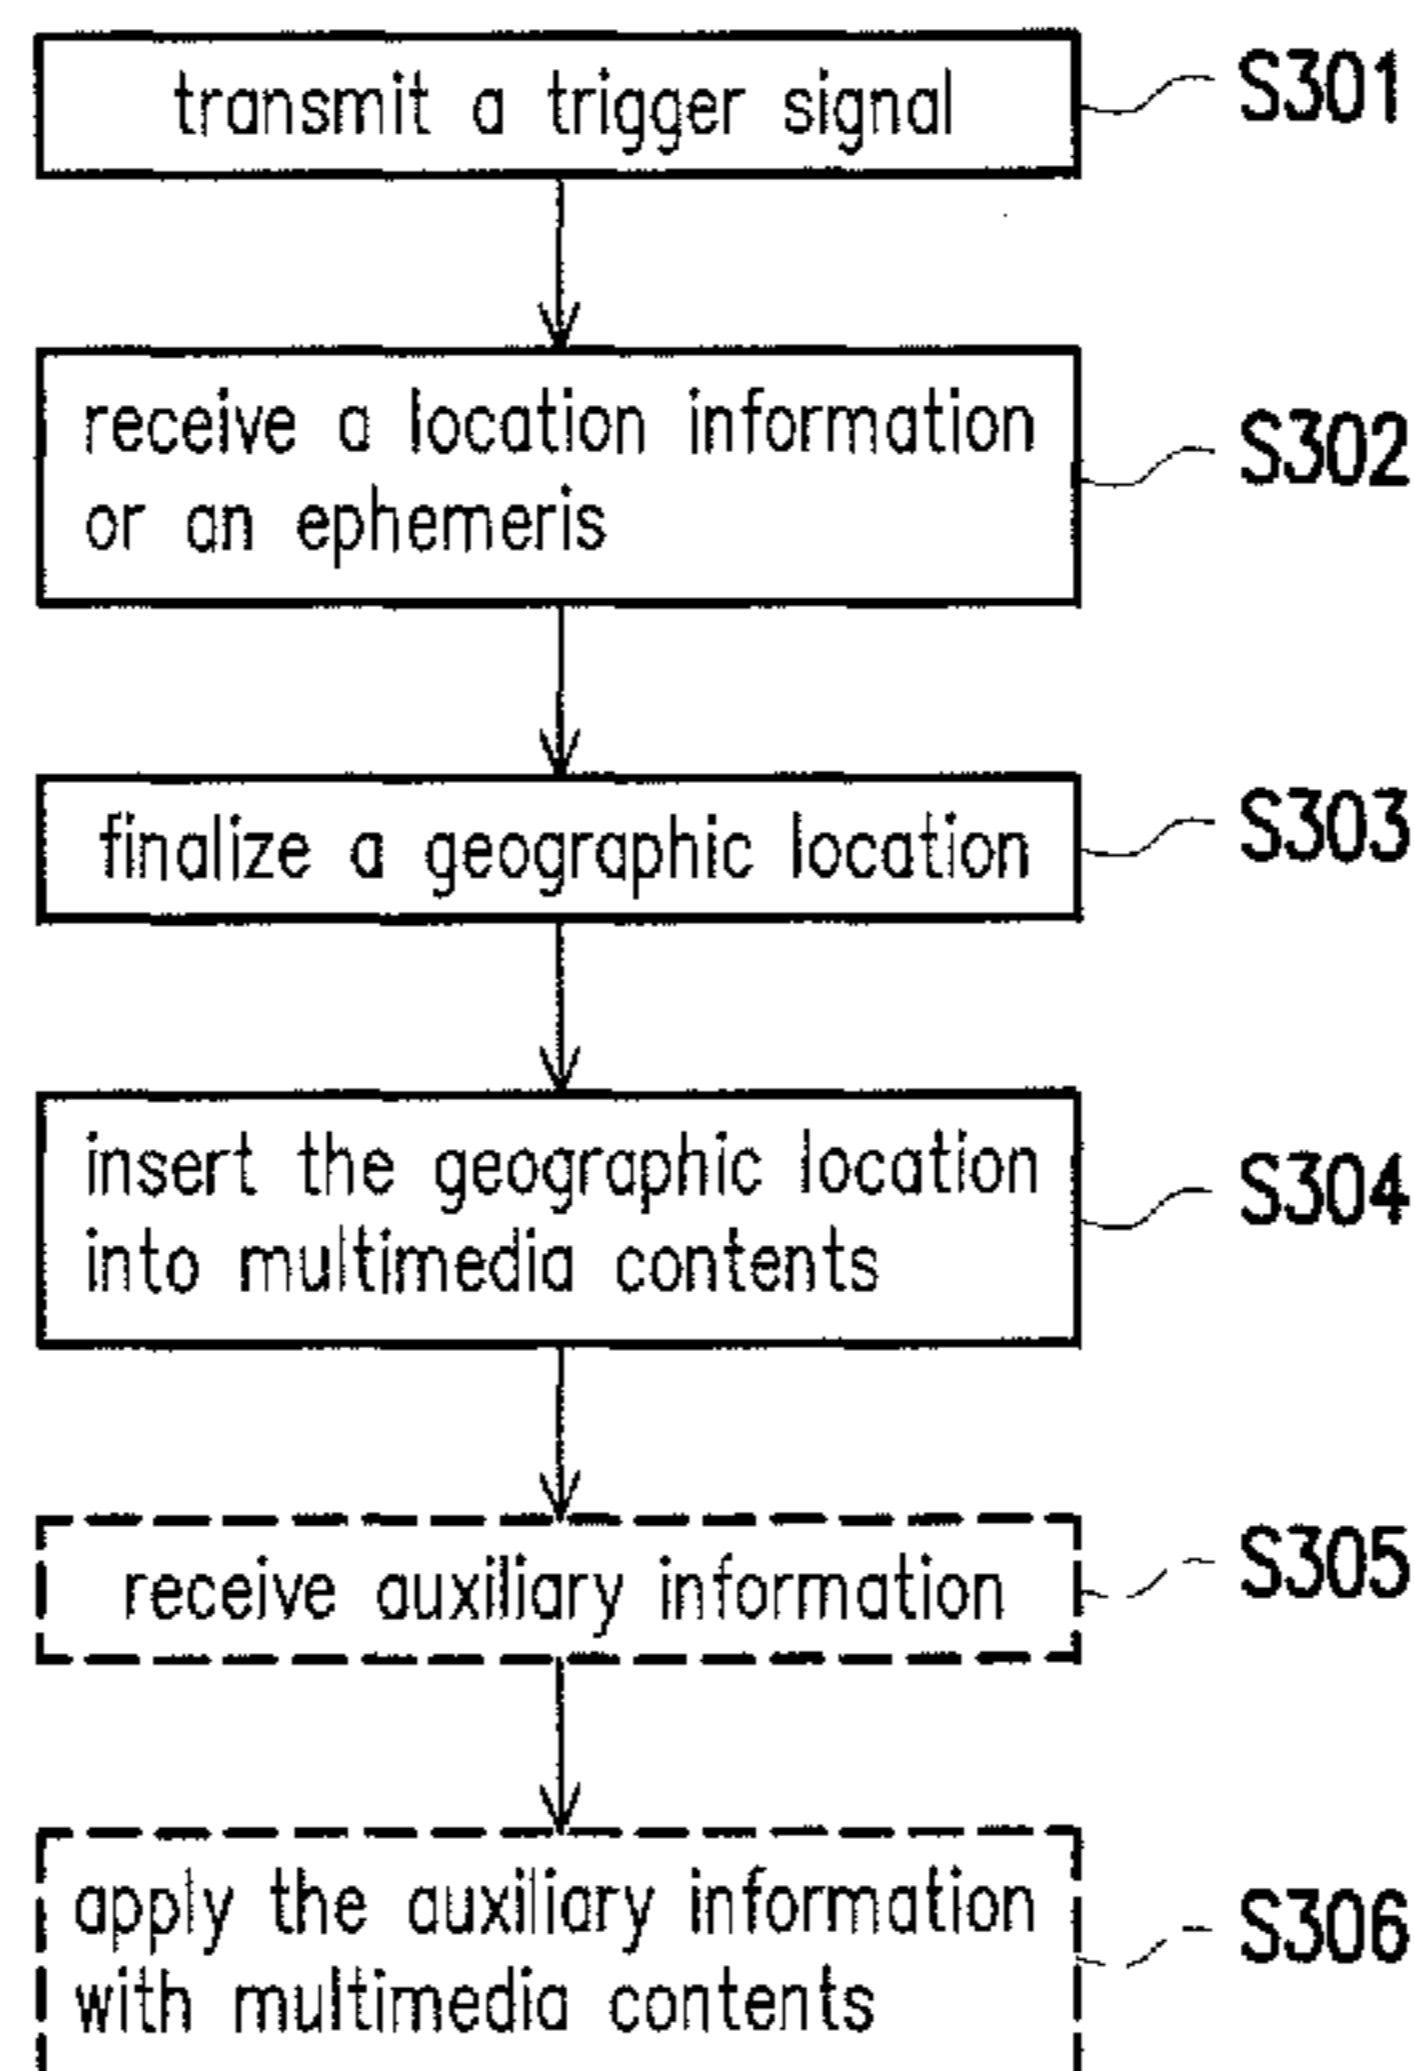 transmit a trigger signal
S301
receive a location information
or an ephemeris
S302
finalize a geographic location
S303
insert the geographic location
into multimedia contents
S304
receive auxiliary information
S305
apply the auxiliary information
with multimedia contents
S306